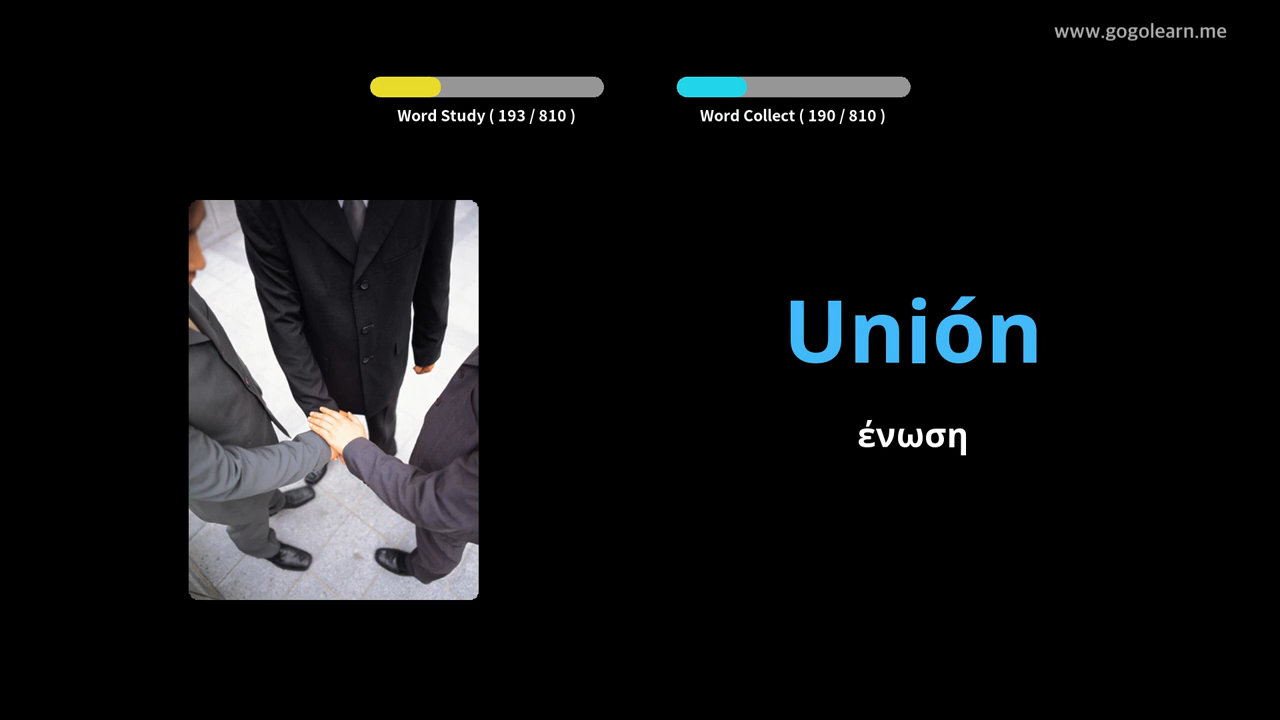 www.gogolearn.me
Word Study ( 193 / 810 )
Word Collect ( 190 / 810 )
Unión
ένωση